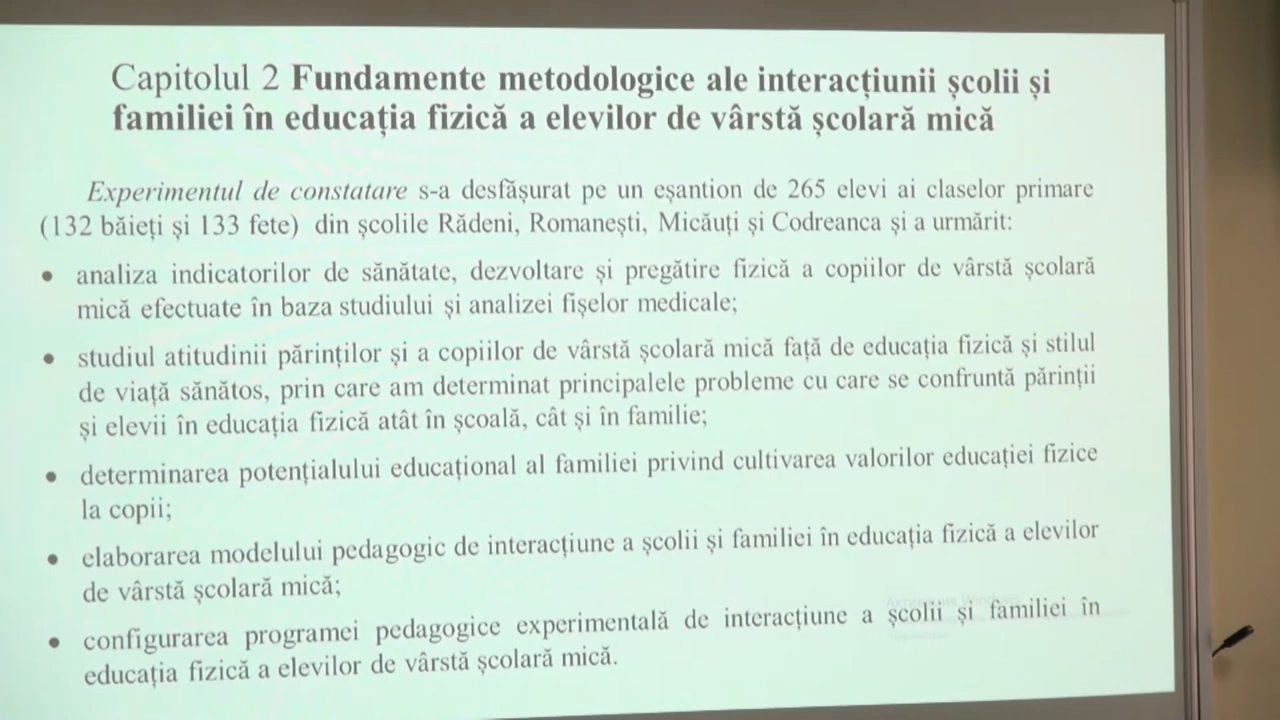 Capitolul 2 Fundamente metodologice ale interacțiunii școlii și
familiei în educația fizică a elevilor de vârstă școlară mică
Experimentul de constatare s-a desfășurat pe un eșantion de 265 elevi ai claselor primare
(132 băieți și 133 fete) din școlile Rădeni, Romanești, Micăuți și Codreanca și a urmărit:
• analiza indicatorilor de sănătate, dezvoltare și pregătire fizică a copiilor de vârstă școlară
mică efectuate în baza studiului și analizei fișelor medicale;
• studiul atitudinii părinților și a copiilor de vârstă școlară mică față de educația fizică și stilul
de viață sănătos, prin care am determinat principalele probleme cu care se confruntă părinții
și elevii în educația fizică atât în școală, cât și în familie;
• determinarea potențialului educațional al familiei privind cultivarea valorilor educației fizice
la copii;
• elaborarea modelului pedagogic de interacțiune a școlii și familiei în educația fizică a elevilor
de vârstă școlară mică;
• configurarea programei pedagogice experimentală de interacțiune a școlii și familiei în
educația fizică a elevilor de vârstă școlară mică.